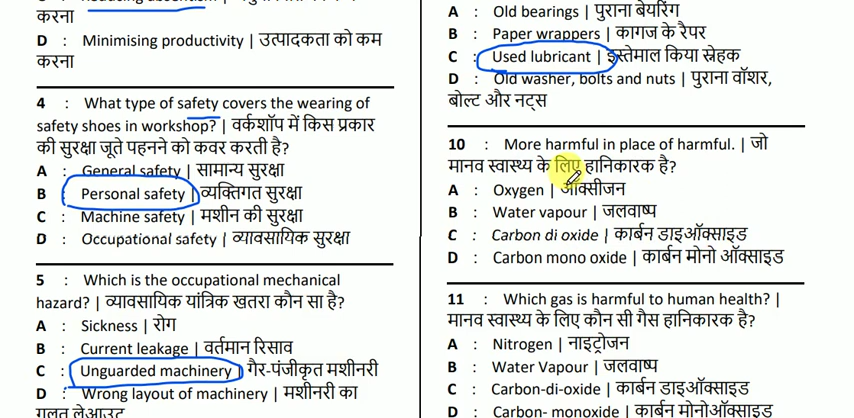 करना
D : Minimising productivity | उत्पादकता को कम
करना
4 : What type of safety covers the wearing of
safety shoes in workshop? | वर्कशॉप में किस प्रकार
की सुरक्षा जूते पहनने को कवर करती है?
A : General safety | सामान्य सुरक्षा
B : Personal safety | व्यक्तिगत सुरक्षा
C : Machine safety | मशीन की सुरक्षा
D : Occupational safety | व्यावसायिक सुरक्षा
5 : Which is the occupational mechanical
hazard? | व्यावसायिक यांत्रिक खतरा कौन सा है?
A : Sickness | रोग
B : Current leakage | वर्तमान रिसाव
C : Unguarded machinery | गैर-पंजीकृत मशीनरी
D : Wrong layout of machinery | मशीनरी का
गलत लेआउट
A : Old bearings | पुराना बेयरिंग
B : Paper wrappers | कागज के रैपर
C : Used lubricant | इस्तेमाल किया स्नेहक
D : Old washer, bolts and nuts | पुराना वॉशर,
बोल्ट और नट्स
10 : More harmful in place of harmful. | जो
मानव स्वास्थ्य के लिए हानिकारक है?
A : Oxygen | ऑक्सीजन
B : Water vapour | जलवाष्प
C : Carbon di oxide | कार्बन डाइऑक्साइड
D : Carbon mono oxide | कार्बन मोनो ऑक्साइड
11 : Which gas is harmful to human health? |
मानव स्वास्थ्य के लिए कौन सी गैस हानिकारक है?
A : Nitrogen | नाइट्रोजन
B : Water Vapour | जलवाष्प
C : Carbon-di-oxide | कार्बन डाइऑक्साइड
D : Carbon- monoxide | कार्बन मोनोऑक्साइड